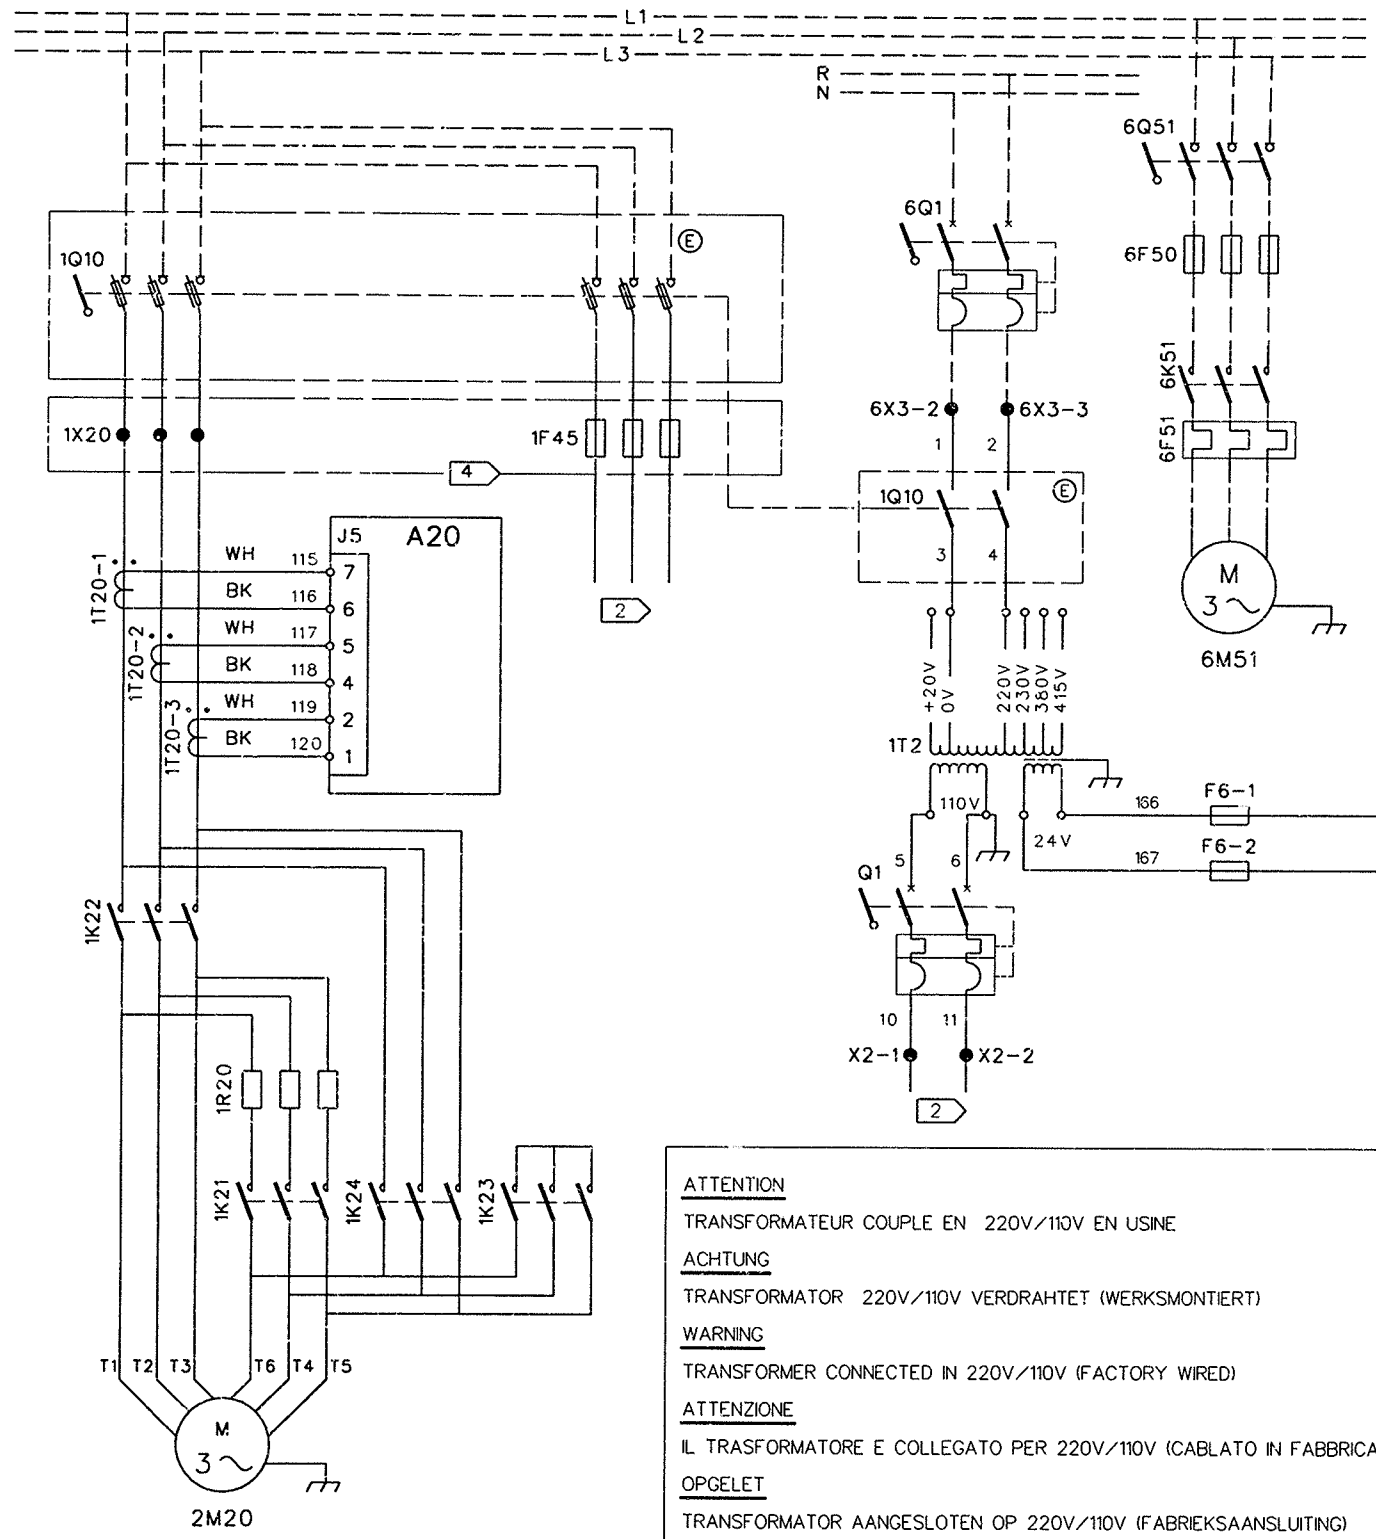 L1
L2
L3
R
N
6Q51
6Q1
E
1Q10
6F50
6K51
6X3-2
6X3-3
1X20
1F45
6F51
1
2
4
1Q10
E
J5
A20
3
4
1T20-1
WH
115
7
BK
116
6
2
M
3~
1T20-2
WH
117
5
BK
118
4
6M51
1T20-3
WH
119
2
BK
120
1
+20V
0V
220V
230V
380V
415V
1T2
110V
24V
166
F6-1
167
F6-2
5
6
Q1
1K22
10
11
X2-1
X2-2
2
1R20
1K21
1K24
1K23
T1
T2
T3
T6
T4
T5
M
3~
2M20
ATTENTION
TRANSFORMATEUR COUPLE EN 220V/110V EN USINE
ACHTUNG
TRANSFORMATOR 220V/110V VERDRAHTET (WERKSMONTIERT)
WARNING
TRANSFORMER CONNECTED IN 220V/110V (FACTORY WIRED)
ATTENZIONE
IL TRASFORMATORE E COLLEGATO PER 220V/110V (CABLATO IN FABBRICA
OPGELET
TRANSFORMATOR AANGESLOTEN OP 220V/110V (FABRIEKSAANSLUITING)